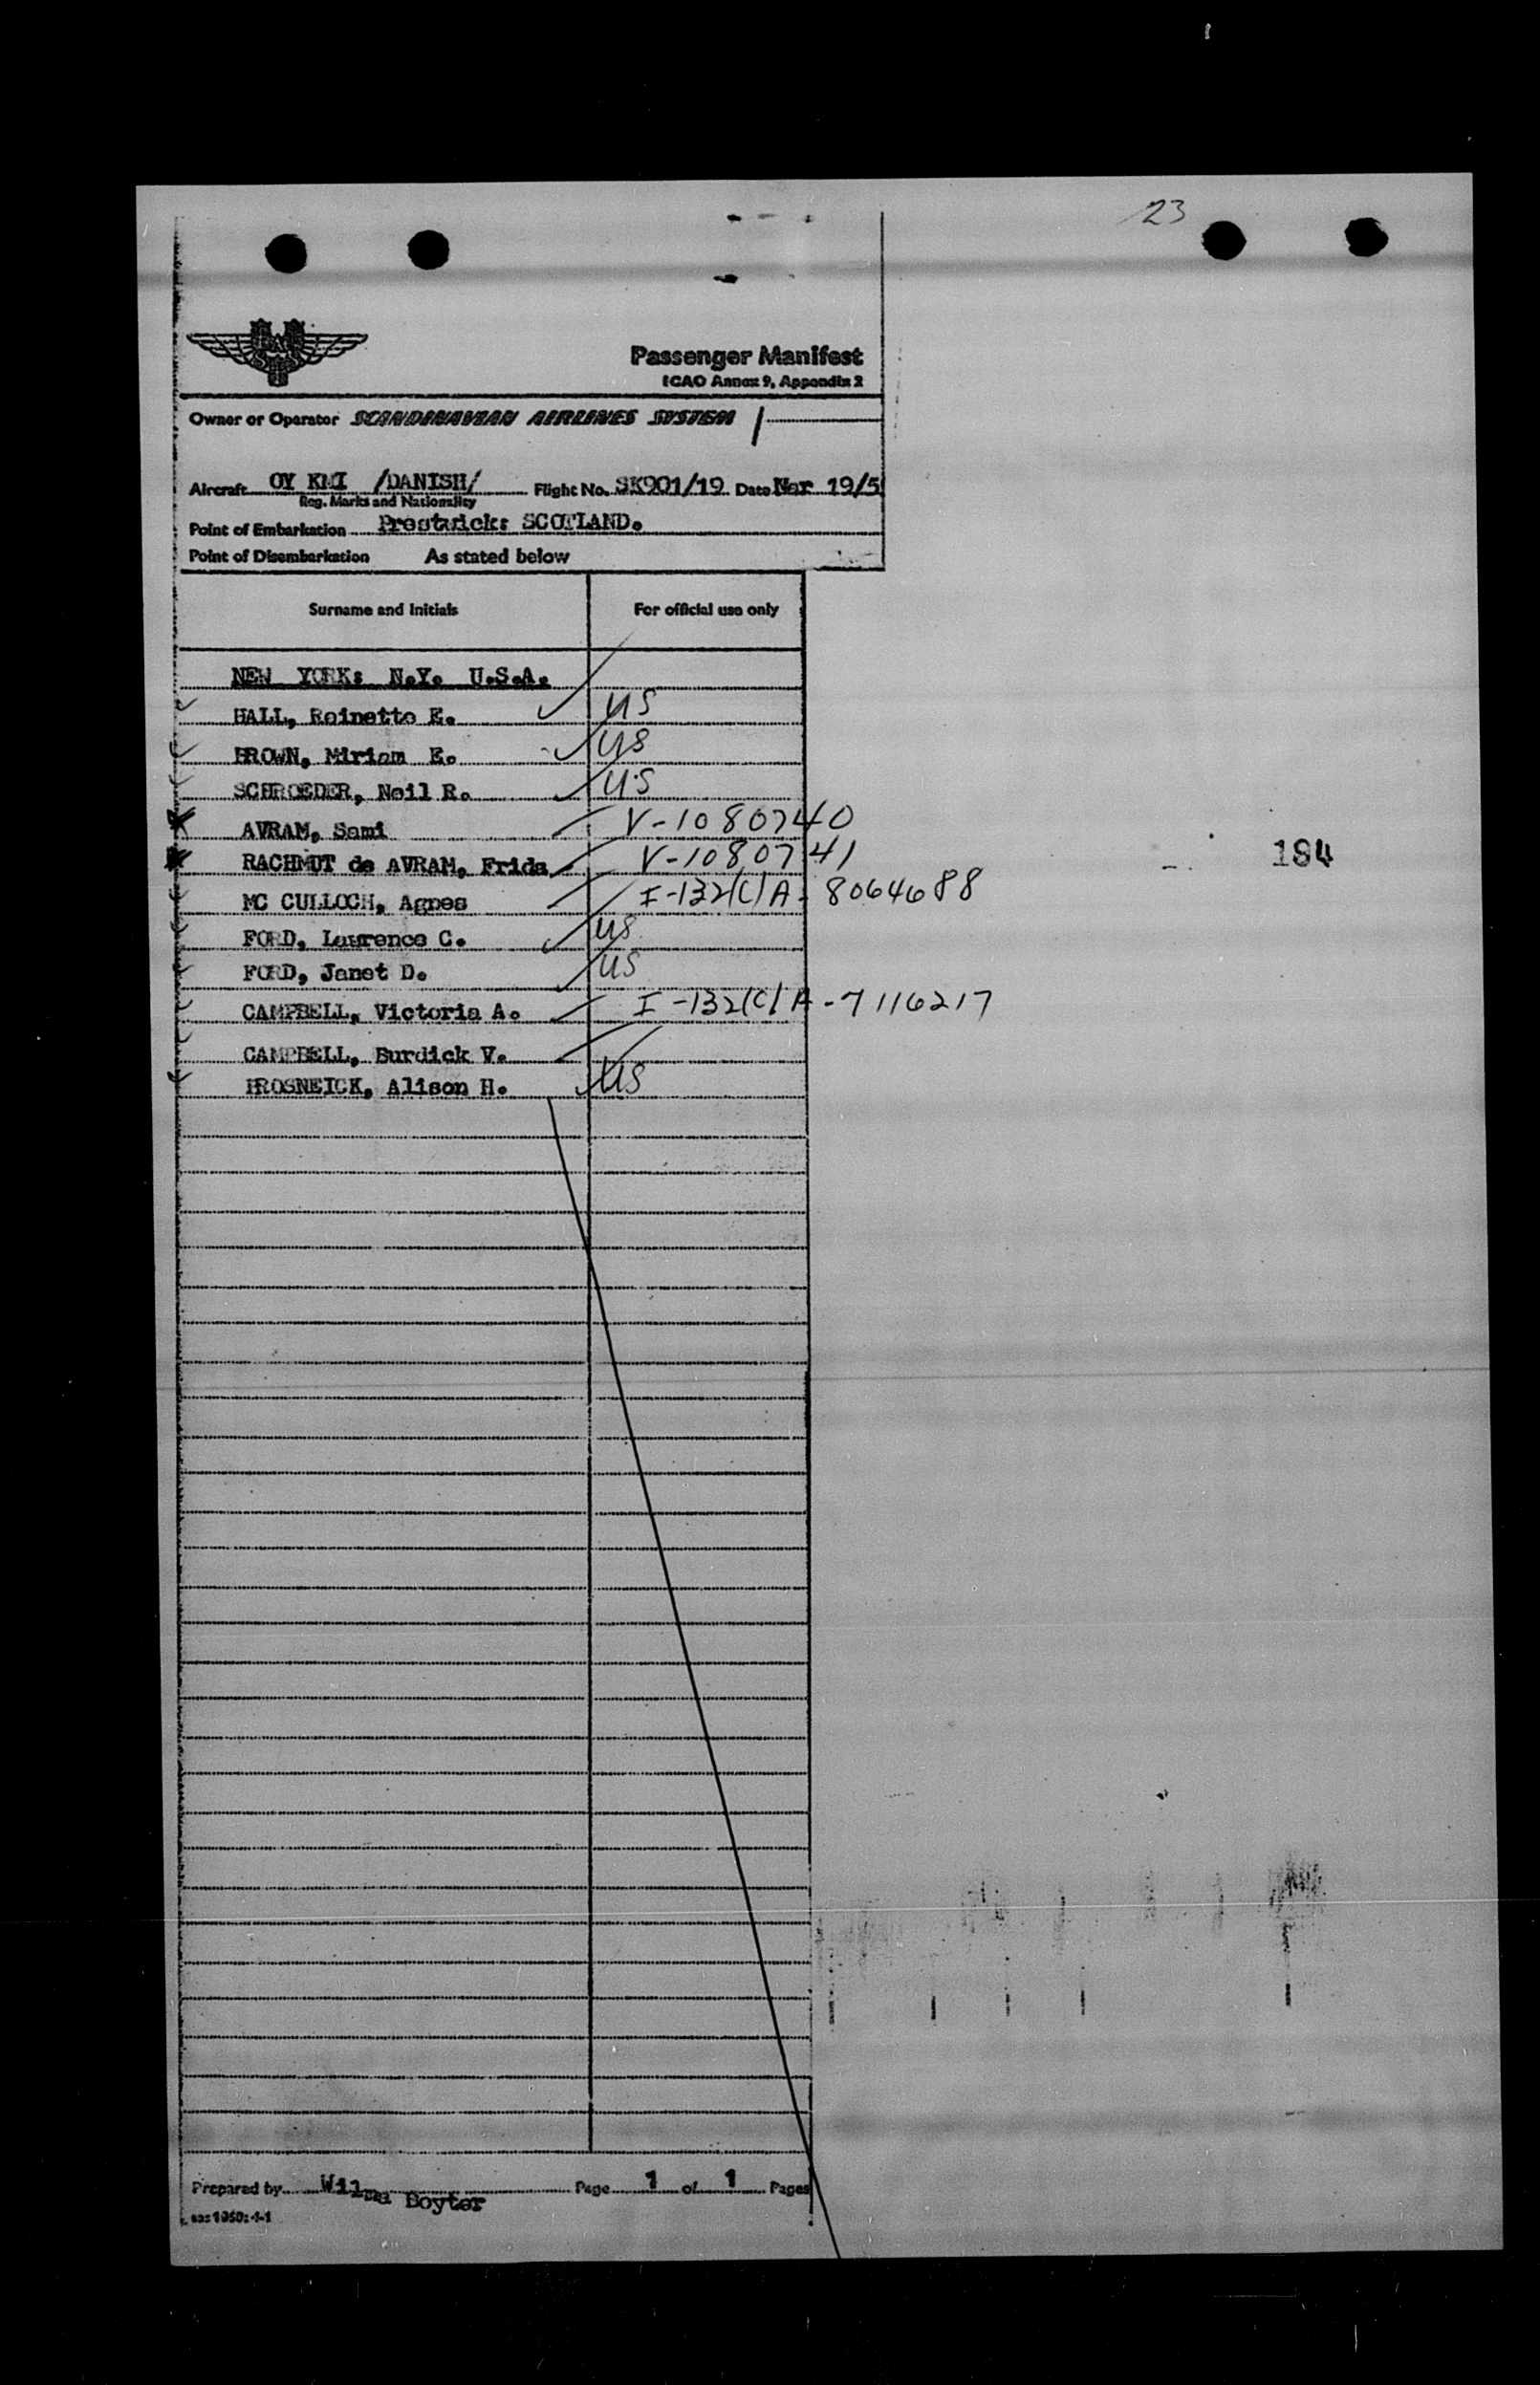 23
SAS
Passenger Manifest
ICAO Annex 9, Appendix 2
Owner or Operator SCANDINAVIAN AIRLINES SYSTEM
Aircraft OY KMI /DANISH/ Flight No. SK901/19 Date Mar 19/5
Reg. Marks and Nationality
Point of Embarkation Prestwick: SCOTLAND.
Point of Disembarkation As stated below
Surname and Initials For official use only
NEW YORK: N.Y. U.S.A.
HALL, Reinette E. US
BROWN, Miriam E. US
SCHROEDER, Neil R. US
AVRAM, Sami V-1080740
RACHMUT de AVRAM, Frida V-1080741
184
MC CULLOCH, Agnes I-132(C)A-8064688
FORD, Laurence C. US
FORD, Janet D. US
CAMPBELL, Victoria A. I-132(C)A-7116217
CAMPBELL, Burdick V.
Alison H. US
Prepared by Wilma Boyter Page 1 of 1 Pages